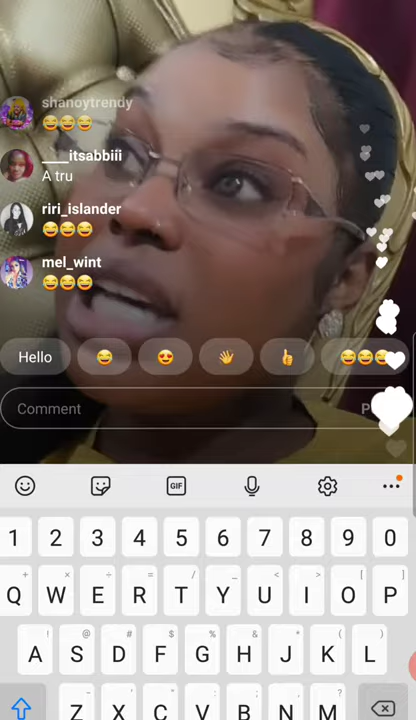 shanoytrendy
😂😂😂
____itsabbiii
A tru
riri_islander
😂😂😂
mel_wint
😂😂😂
Hello 😂 😍 👋 👍 😂😂😂
Comment P
GIF
1 2 3 4 5 6 7 8 9 0
+ × ÷ = / _ < > [ ]
Q W E R T Y U I O P
! @ # $ % & * ( )
A S D F G H J K L
- " : ; ?
Z X C V B N M